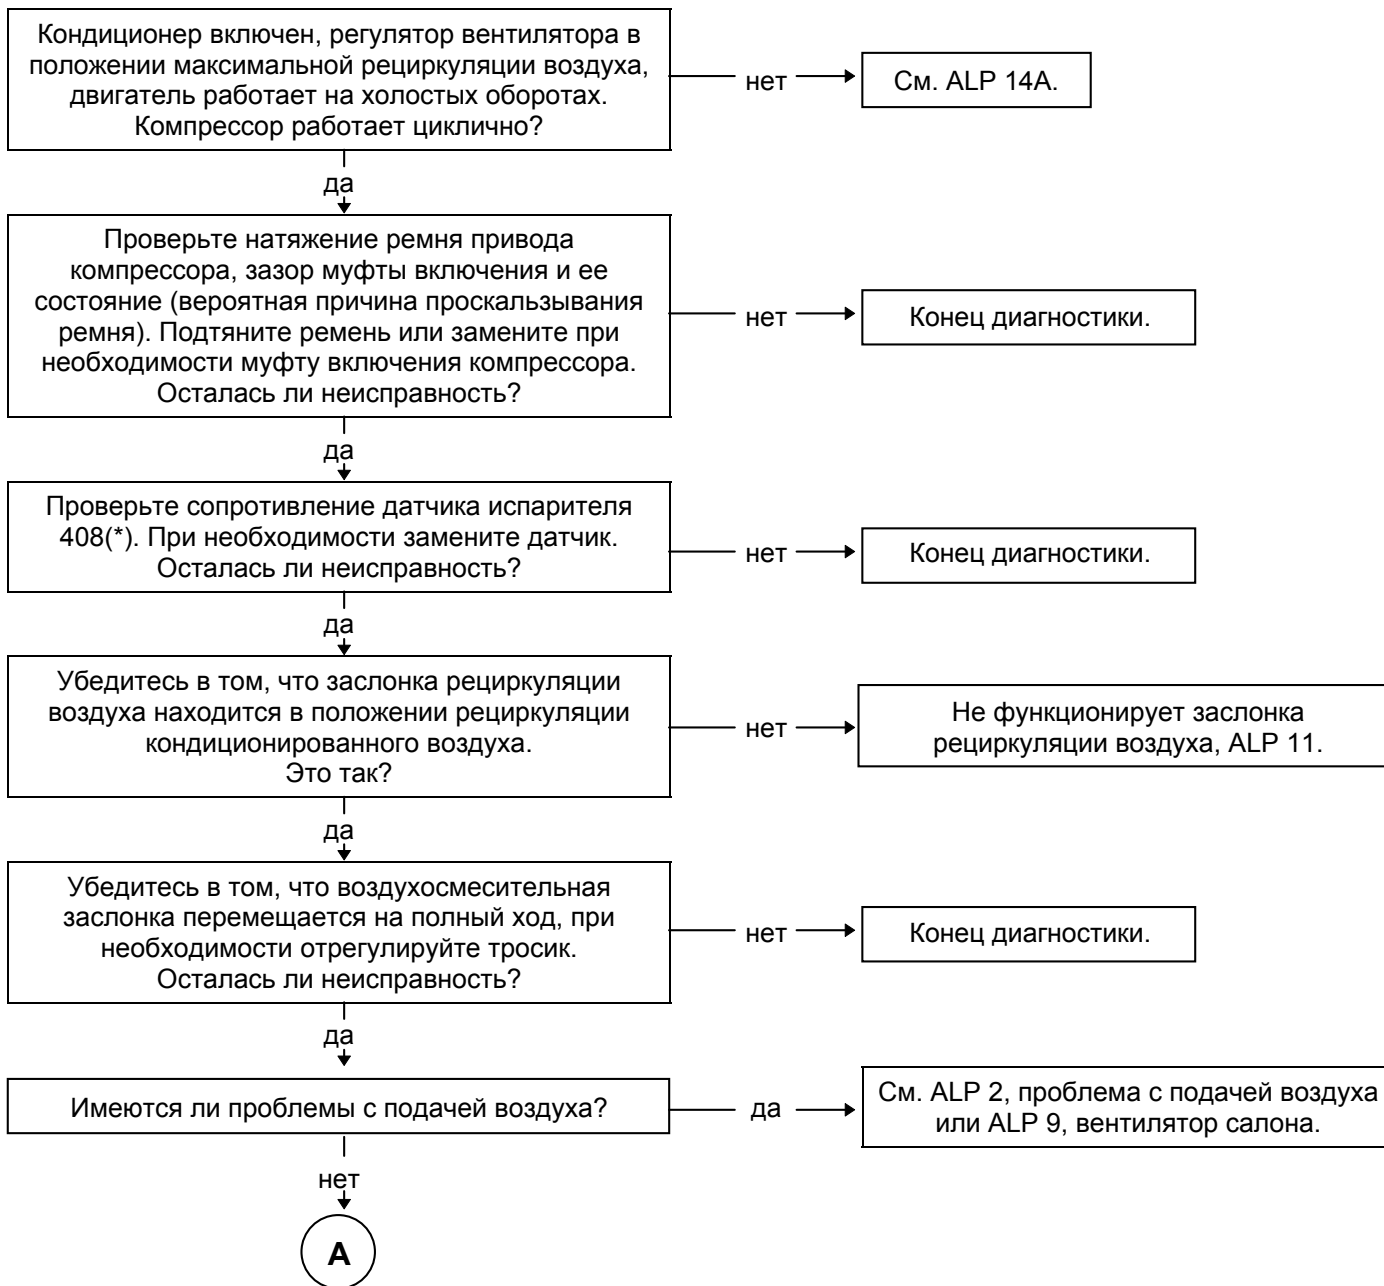 Кондиционер включен, регулятор вентилятора в
положении максимальной рециркуляции воздуха,
двигатель работает на холостых оборотах.
Компрессор работает циклично?
нет
См. ALP 14A.
да
Проверьте натяжение ремня привода
компрессора, зазор муфты включения и ее
состояние (вероятная причина проскальзывания
ремня). Подтяните ремень или замените при
необходимости муфту включения компрессора.
Осталась ли неисправность?
нет
Конец диагностики.
да
Проверьте сопротивление датчика испарителя
408(*). При необходимости замените датчик.
Осталась ли неисправность?
нет
Конец диагностики.
да
Убедитесь в том, что заслонка рециркуляции
воздуха находится в положении рециркуляции
кондиционированного воздуха.
Это так?
нет
Не функционирует заслонка
рециркуляции воздуха, ALP 11.
да
Убедитесь в том, что воздухосмесительная
заслонка перемещается на полный ход, при
необходимости отрегулируйте тросик.
Осталась ли неисправность?
нет
Конец диагностики.
да
Имеются ли проблемы с подачей воздуха?
да
См. ALP 2, проблема с подачей воздуха
или ALP 9, вентилятор салона.
нет
А